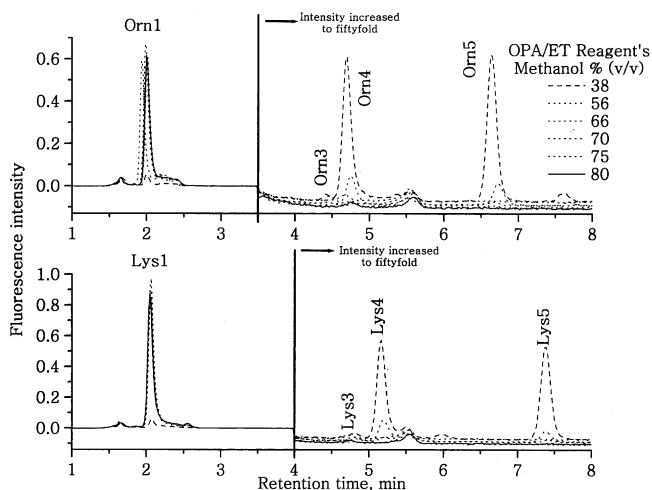 Intensity increased
to fiftyfold
Orn1
Orn3
Orn4
Orn5
OPA/ET Reagent's
Methanol % (v/v)
38
56
66
70
75
80
0.6
0.4
0.2
0.0
1 2 3 4 5 6 7 8
Fluorescence intensity
Intensity increased
to fiftyfold
Lys1
Lys3
Lys4
Lys5
1.0
0.8
0.6
0.4
0.2
0.0
1 2 3 4 5 6 7 8
Retention time, min